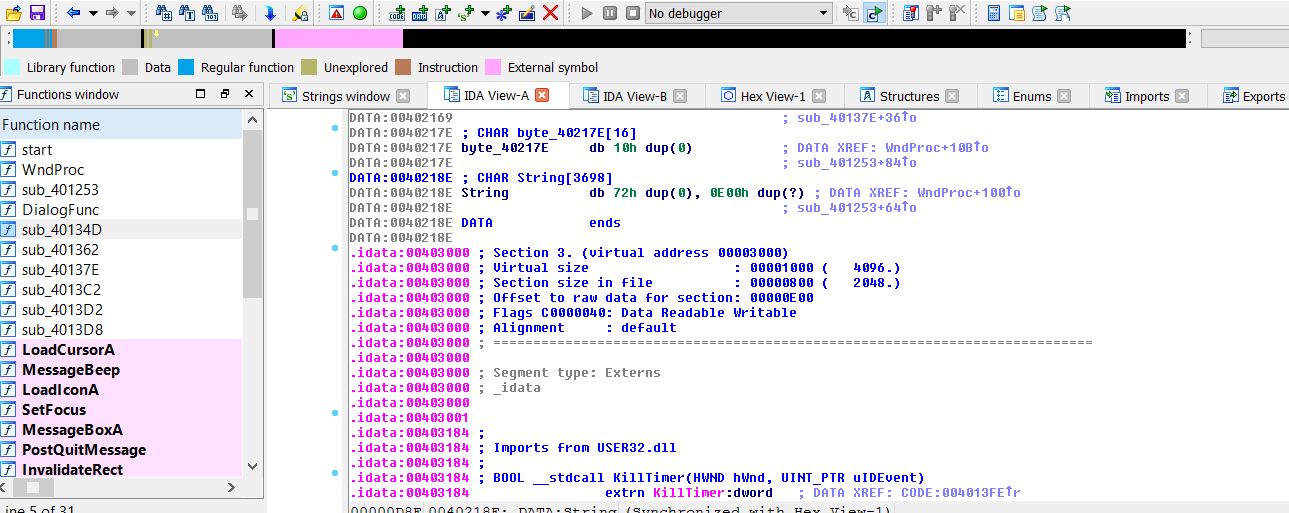 No debugger
Library function Data Regular function Unexplored Instruction External symbol
Functions window
Strings window IDA View-A IDA View-B Hex View-1 Structures Enums Imports Exports
Function name
start
WndProc
sub_401253
DialogFunc
sub_40134D
sub_401362
sub_40137E
sub_4013C2
sub_4013D2
sub_4013D8
LoadCursorA
MessageBeep
LoadIconA
SetFocus
MessageBoxA
PostQuitMessage
InvalidateRect
ine 5 of 31
DATA:00402169 ; sub_40137E+36↑o
DATA:0040217E ; CHAR byte_40217E[16]
DATA:0040217E byte_40217E db 10h dup(0) ; DATA XREF: WndProc+10B↑o
DATA:0040217E ; sub_401253+84↑o
DATA:0040218E ; CHAR String[3698]
DATA:0040218E String db 72h dup(0), 0E00h dup(?) ; DATA XREF: WndProc+100↑o
DATA:0040218E ; sub_401253+64↑o
DATA:0040218E DATA ends
DATA:0040218E
.idata:00403000 ; Section 3. (virtual address 00003000)
.idata:00403000 ; Virtual size : 00001000 ( 4096.)
.idata:00403000 ; Section size in file : 00000800 ( 2048.)
.idata:00403000 ; Offset to raw data for section: 00000E00
.idata:00403000 ; Flags C0000040: Data Readable Writable
.idata:00403000 ; Alignment : default
.idata:00403000 ; ===========================================================================
.idata:00403000
.idata:00403000 ; Segment type: Externs
.idata:00403000 ; _idata
.idata:00403000
.idata:00403001
.idata:00403184 ;
.idata:00403184 ; Imports from USER32.dll
.idata:00403184 ;
.idata:00403184 ; BOOL __stdcall KillTimer(HWND hWnd, UINT_PTR uIDEvent)
.idata:00403184 extrn KillTimer:dword ; DATA XREF: CODE:004013FE↑r
00000D8E 0040218E: DATA:String (Synchronized with Hex View-1)